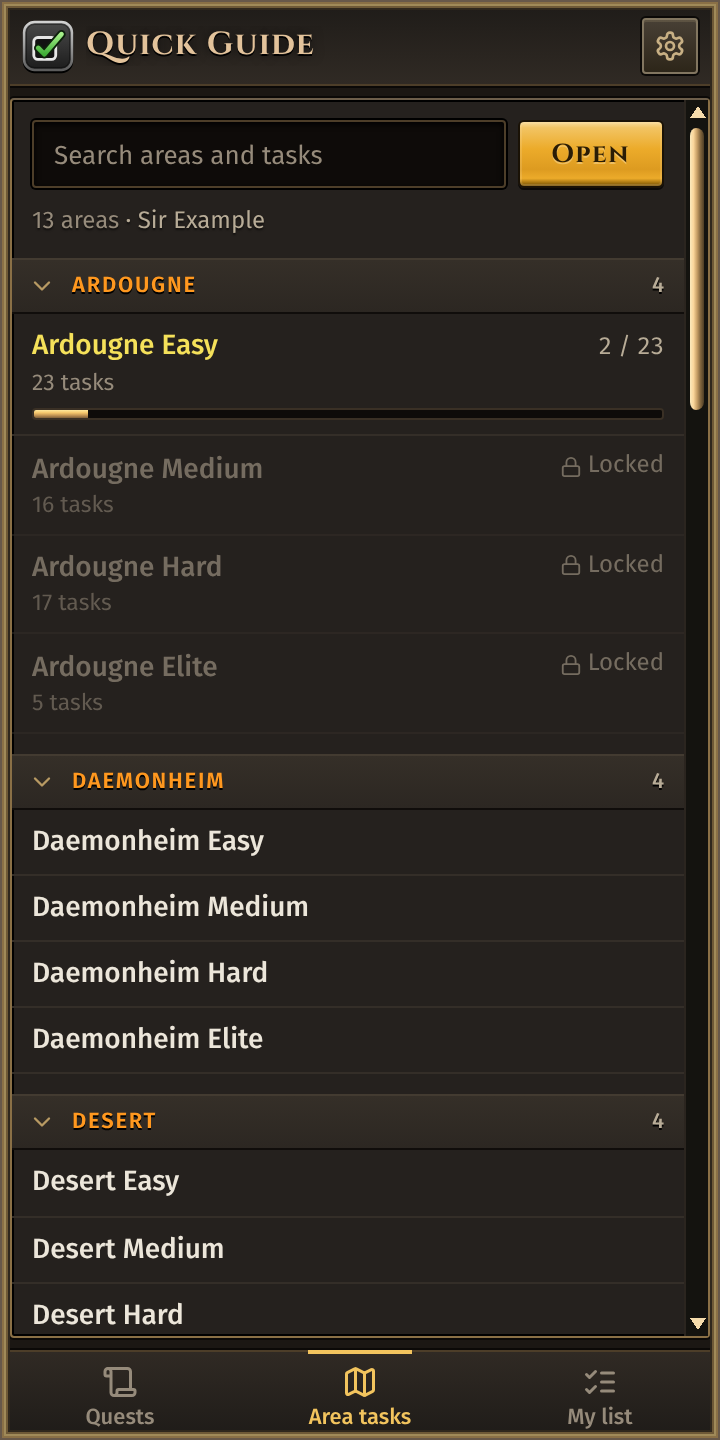 Quick Guide
Search areas and tasks
Open
13 areas · Sir Example
ARDOUGNE 4
Ardougne Easy 2 / 23
23 tasks
Ardougne Medium Locked
16 tasks
Ardougne Hard Locked
17 tasks
Ardougne Elite Locked
5 tasks
DAEMONHEIM 4
Daemonheim Easy
Daemonheim Medium
Daemonheim Hard
Daemonheim Elite
DESERT 4
Desert Easy
Desert Medium
Desert Hard
Quests Area tasks My list